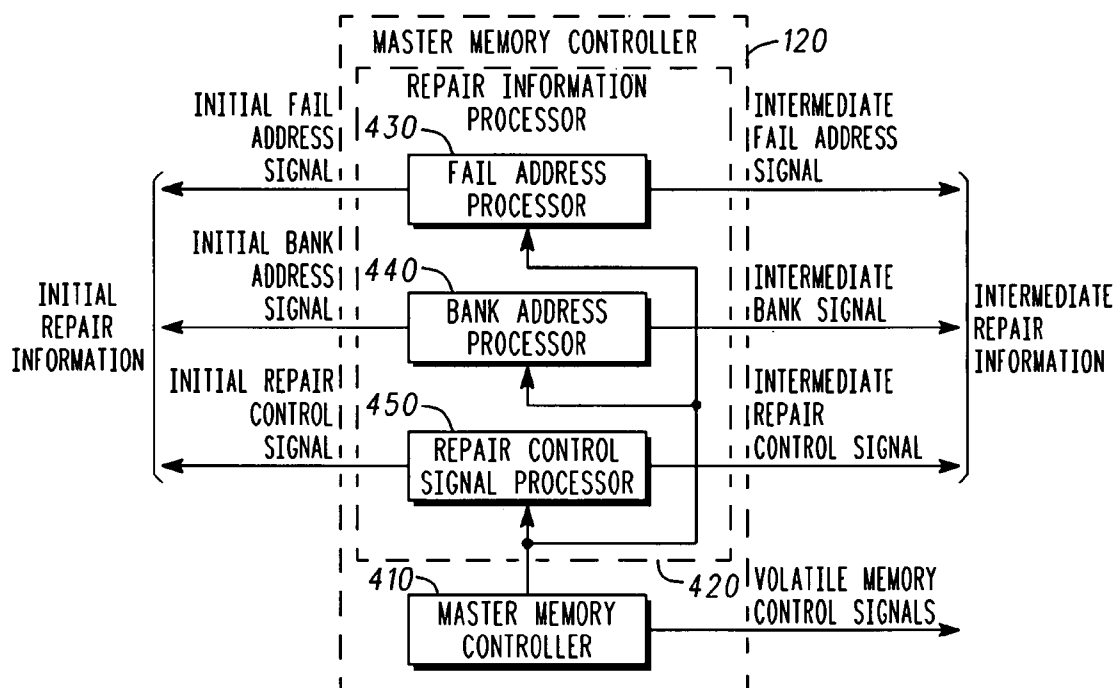 MASTER MEMORY CONTROLLER
120
REPAIR INFORMATION
PROCESSOR
INITIAL FAIL
ADDRESS
SIGNAL
430
FAIL ADDRESS
PROCESSOR
INTERMEDIATE
FAIL ADDRESS
SIGNAL
INITIAL BANK
ADDRESS
SIGNAL
440
BANK ADDRESS
PROCESSOR
INTERMEDIATE
BANK SIGNAL
INITIAL
REPAIR
INFORMATION
INTERMEDIATE
REPAIR
INFORMATION
INITIAL REPAIR
CONTROL
SIGNAL
450
REPAIR CONTROL
SIGNAL PROCESSOR
INTERMEDIATE
REPAIR
CONTROL SIGNAL
410
MASTER MEMORY
CONTROLLER
420
VOLATILE MEMORY
CONTROL SIGNALS